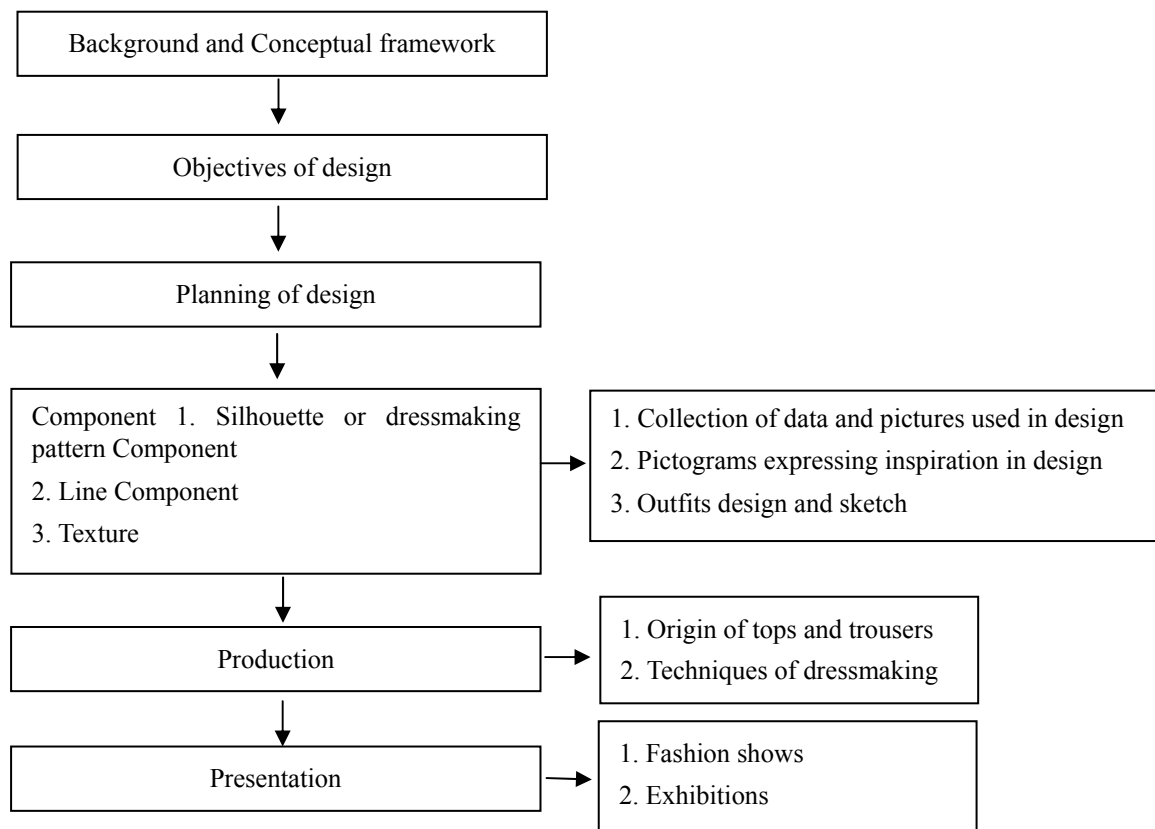 Background and Conceptual framework
Objectives of design
Planning of design
Component 1. Silhouette or dressmaking
pattern Component
2. Line Component
3. Texture
1. Collection of data and pictures used in design
2. Pictograms expressing inspiration in design
3. Outfits design and sketch
Production
1. Origin of tops and trousers
2. Techniques of dressmaking
Presentation
1. Fashion shows
2. Exhibitions